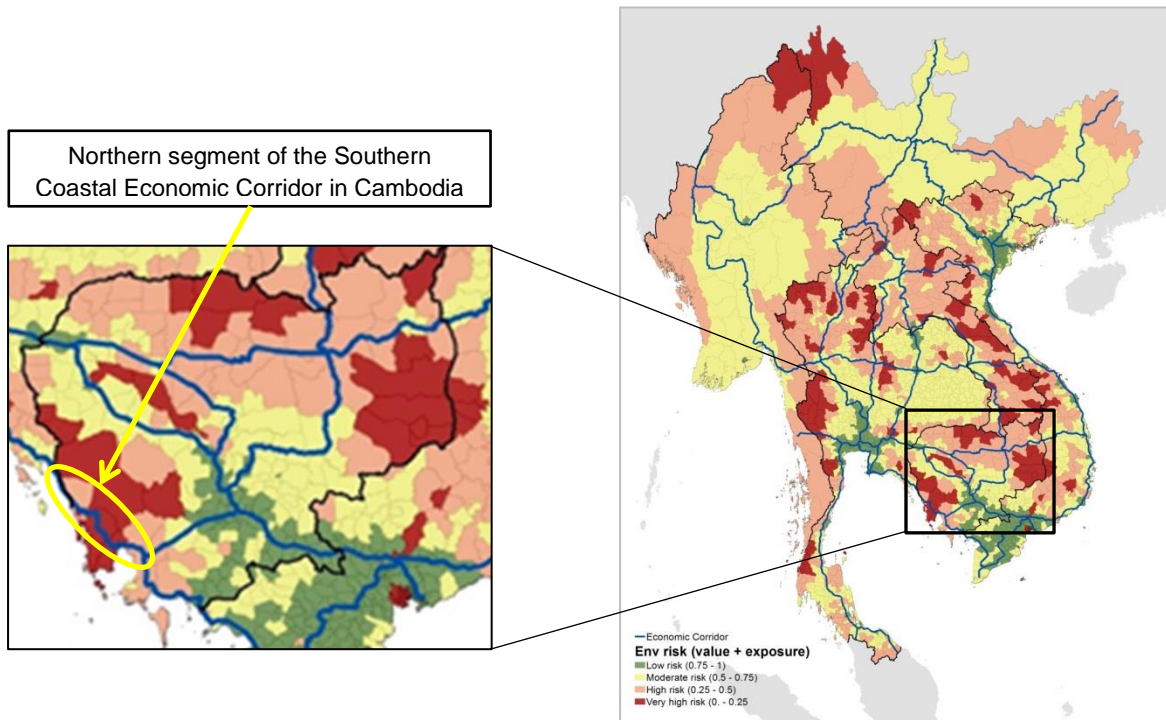 Northern segment of the Southern
Coastal Economic Corridor in Cambodia
Economic Corridor
Env risk (value + exposure)
Low risk (0.75 - 1)
Moderate risk (0.5 - 0.75)
High risk (0.25 - 0.5)
Very high risk (0. - 0.25